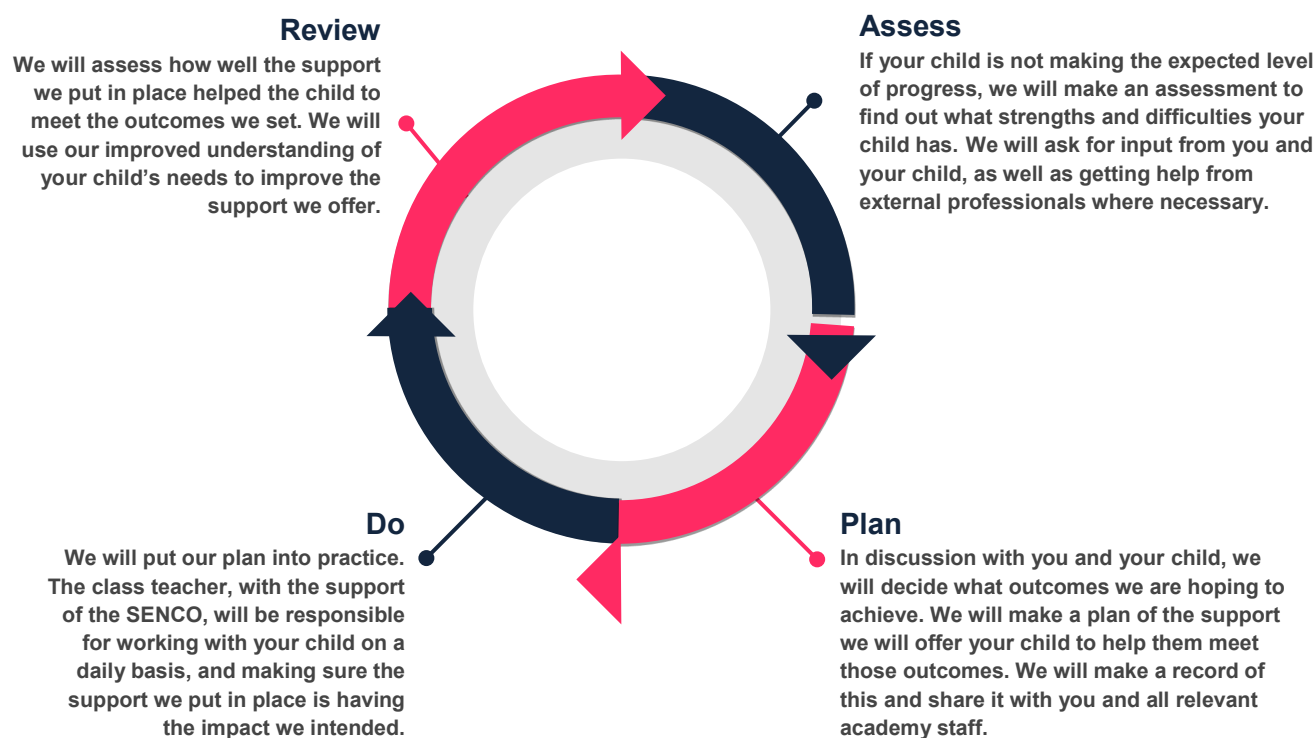 Review
We will assess how well the support
we put in place helped the child to
meet the outcomes we set. We will
use our improved understanding of
your child’s needs to improve the
support we offer.
Assess
If your child is not making the expected level
of progress, we will make an assessment to
find out what strengths and difficulties your
child has. We will ask for input from you and
your child, as well as getting help from
external professionals where necessary.
Do
We will put our plan into practice.
The class teacher, with the support
of the SENCO, will be responsible
for working with your child on a
daily basis, and making sure the
support we put in place is having
the impact we intended.
Plan
In discussion with you and your child, we
will decide what outcomes we are hoping to
achieve. We will make a plan of the support
we will offer your child to help them meet
those outcomes. We will make a record of
this and share it with you and all relevant
academy staff.